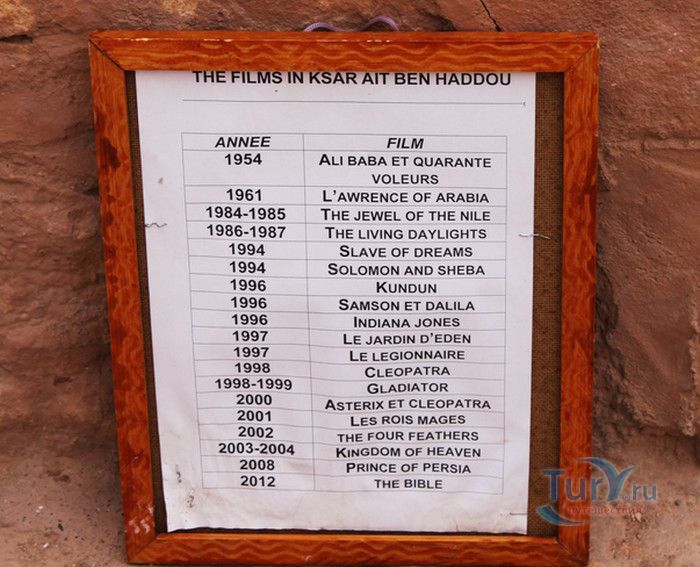 THE FILMS IN KSAR AIT BEN HADDOU
ANNEE FILM
1954 ALI BABA ET QUARANTE
VOLEURS
1961 L'AWRENCE OF ARABIA
1984-1985 THE JEWEL OF THE NILE
1986-1987 THE LIVING DAYLIGHTS
1994 SLAVE OF DREAMS
1994 SOLOMON AND SHEBA
1996 KUNDUN
1996 SAMSON ET DALILA
1996 INDIANA JONES
1997 LE JARDIN D'EDEN
1997 LE LEGIONNAIRE
1998 CLEOPATRA
1998-1999 GLADIATOR
2000 ASTERIX ET CLEOPATRA
2001 LES ROIS MAGES
2002 THE FOUR FEATHERS
2003-2004 KINGDOM OF HEAVEN
2008 PRINCE OF PERSIA
2012 THE BIBLE
TurY.ru
путешествия